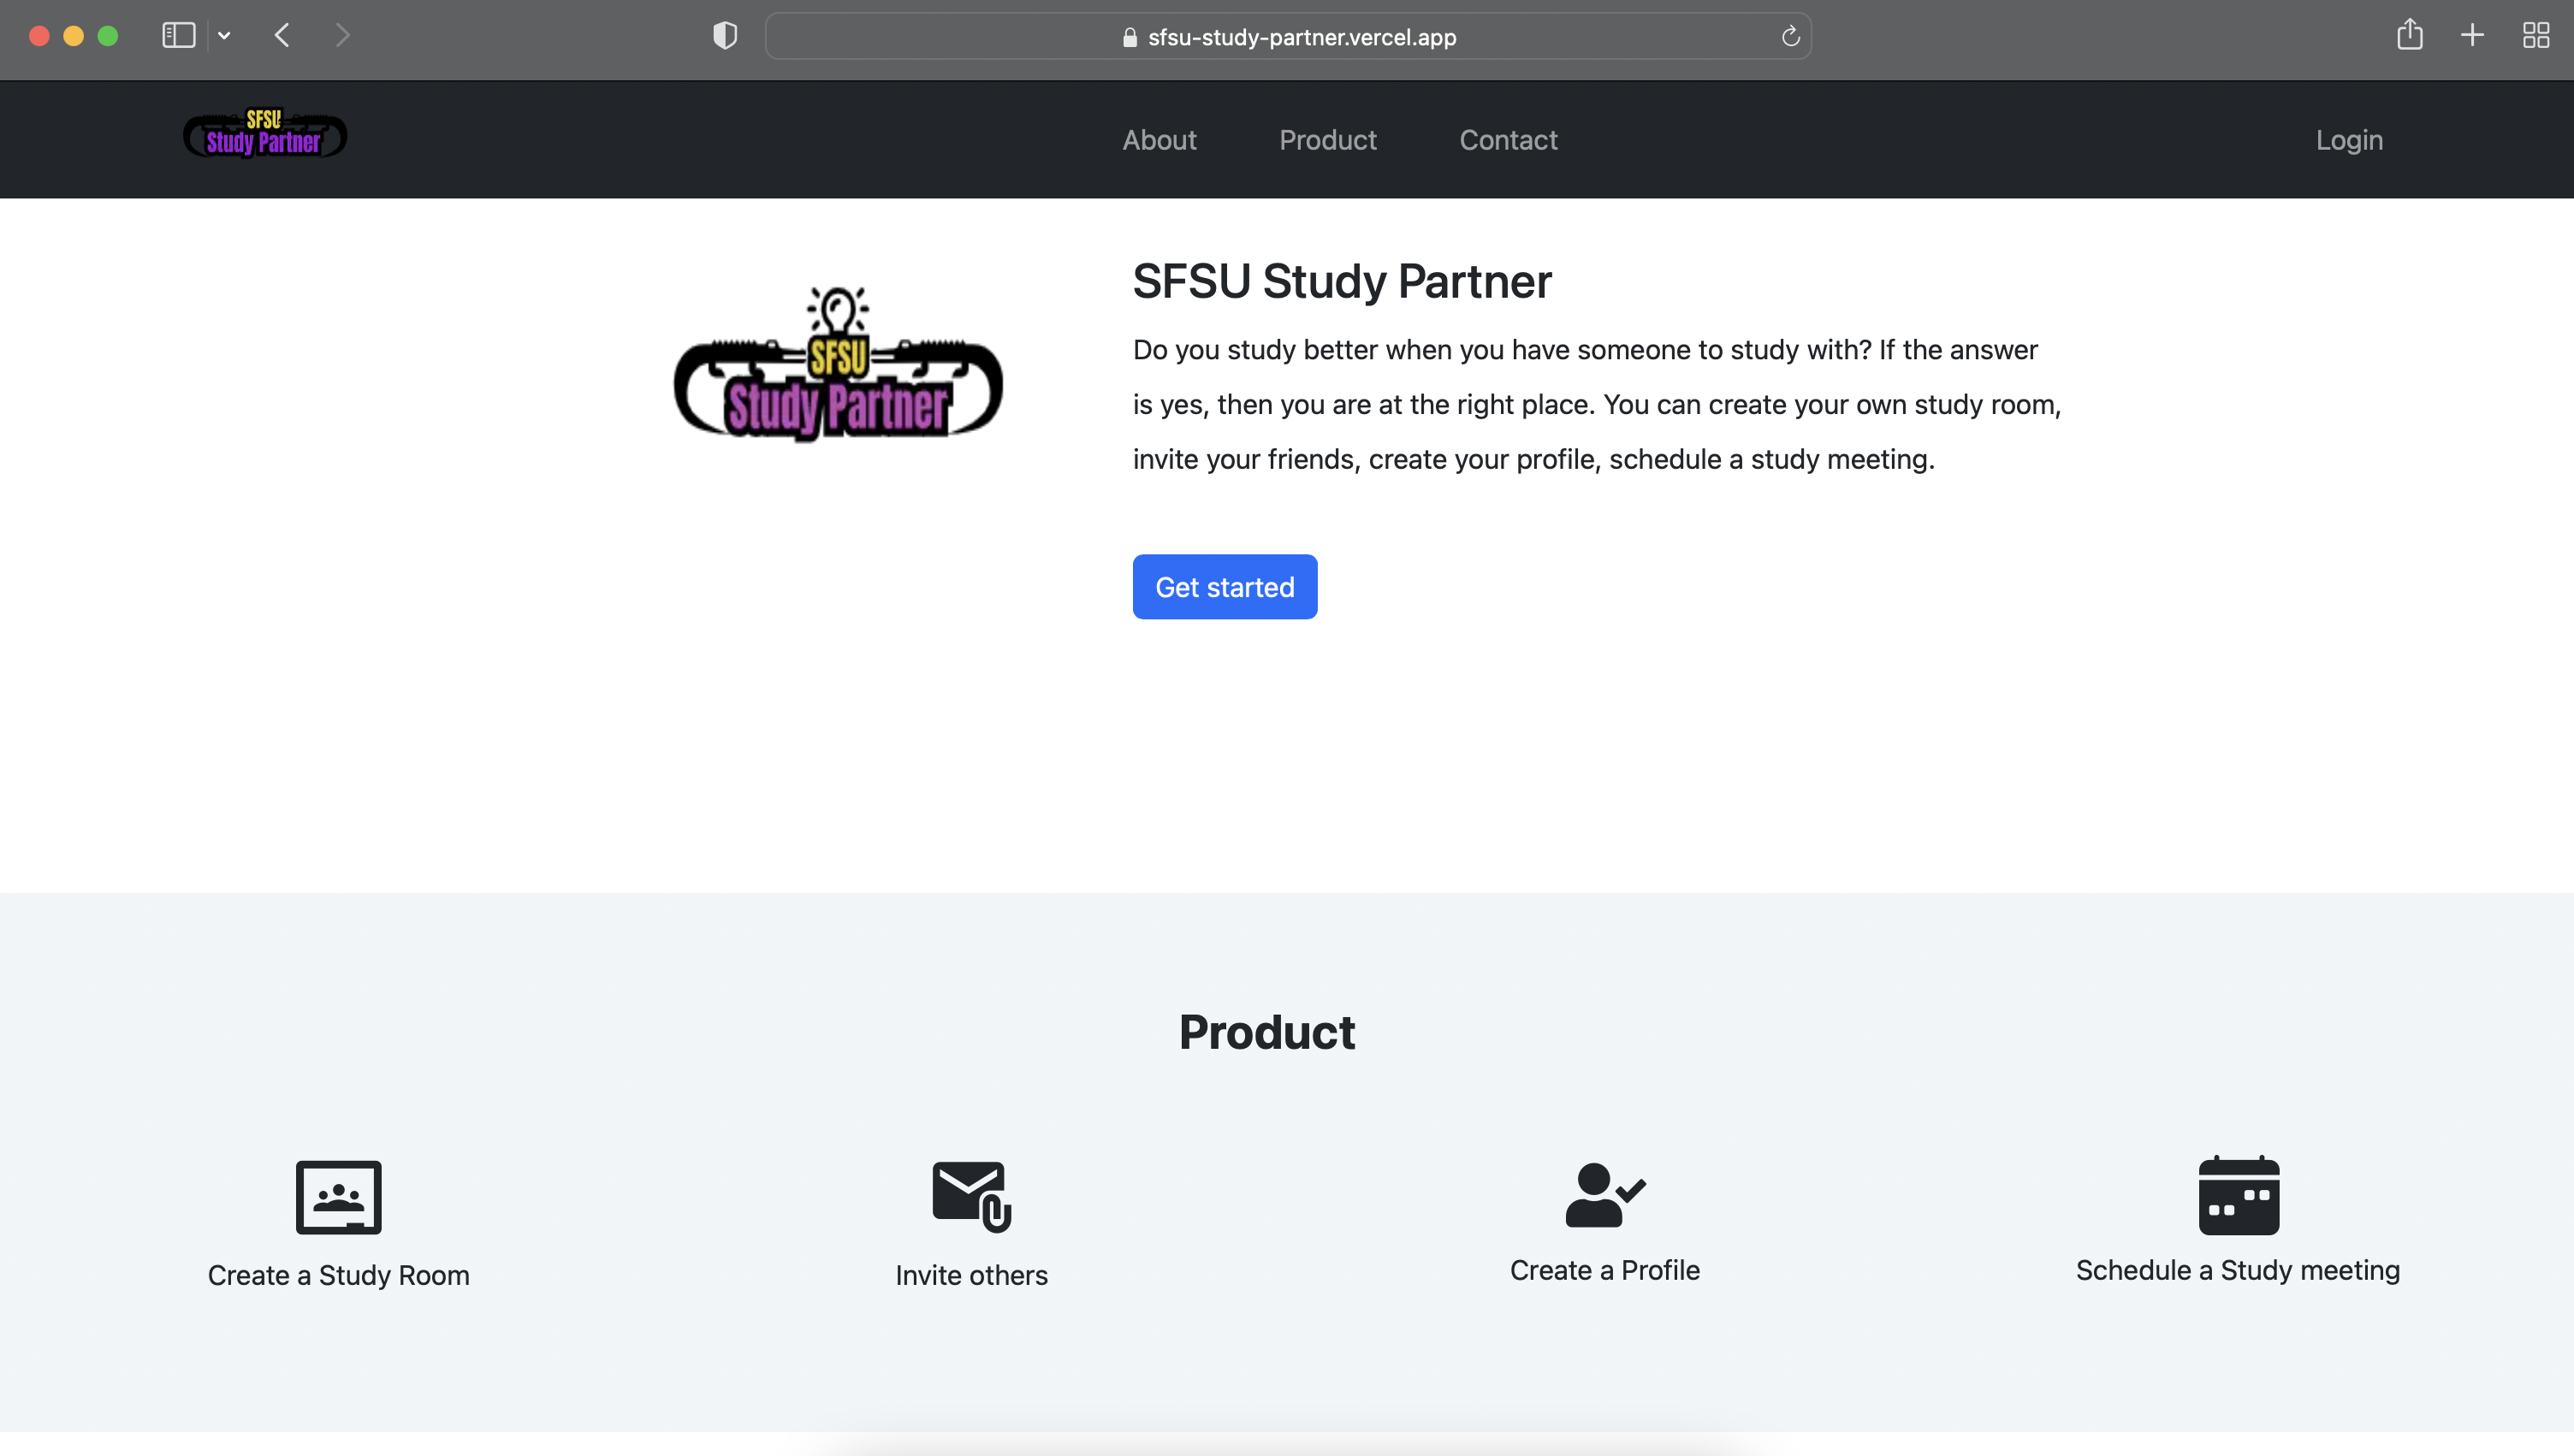 sfsu-study-partner.vercel.app
SFSU
Study Partner
About
Product
Contact
Login
SFSU
Study Partner
SFSU Study Partner
Do you study better when you have someone to study with? If the answer
is yes, then you are at the right place. You can create your own study room,
invite your friends, create your profile, schedule a study meeting.
Get started
Product
Create a Study Room
Invite others
Create a Profile
Schedule a Study meeting